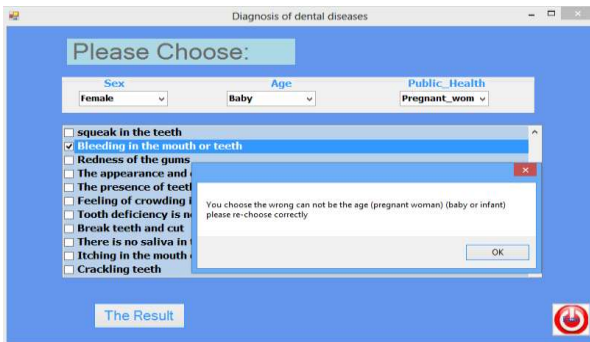 Diagnosis of dental diseases
Please Choose:
Sex Age Public_Health
Female Baby Pregnant_wom
squeak in the teeth
Bleeding in the mouth or teeth
Redness of the gums
The appearance and
The presence of teet
Feeling of crowding
Tooth deficiency is
Break teeth and cut
There is no saliva in
Itching in the mouth
Crackling teeth
You choose the wrong can not be the age (pregnant woman) (baby or infant)
please re-choose correctly
OK
The Result